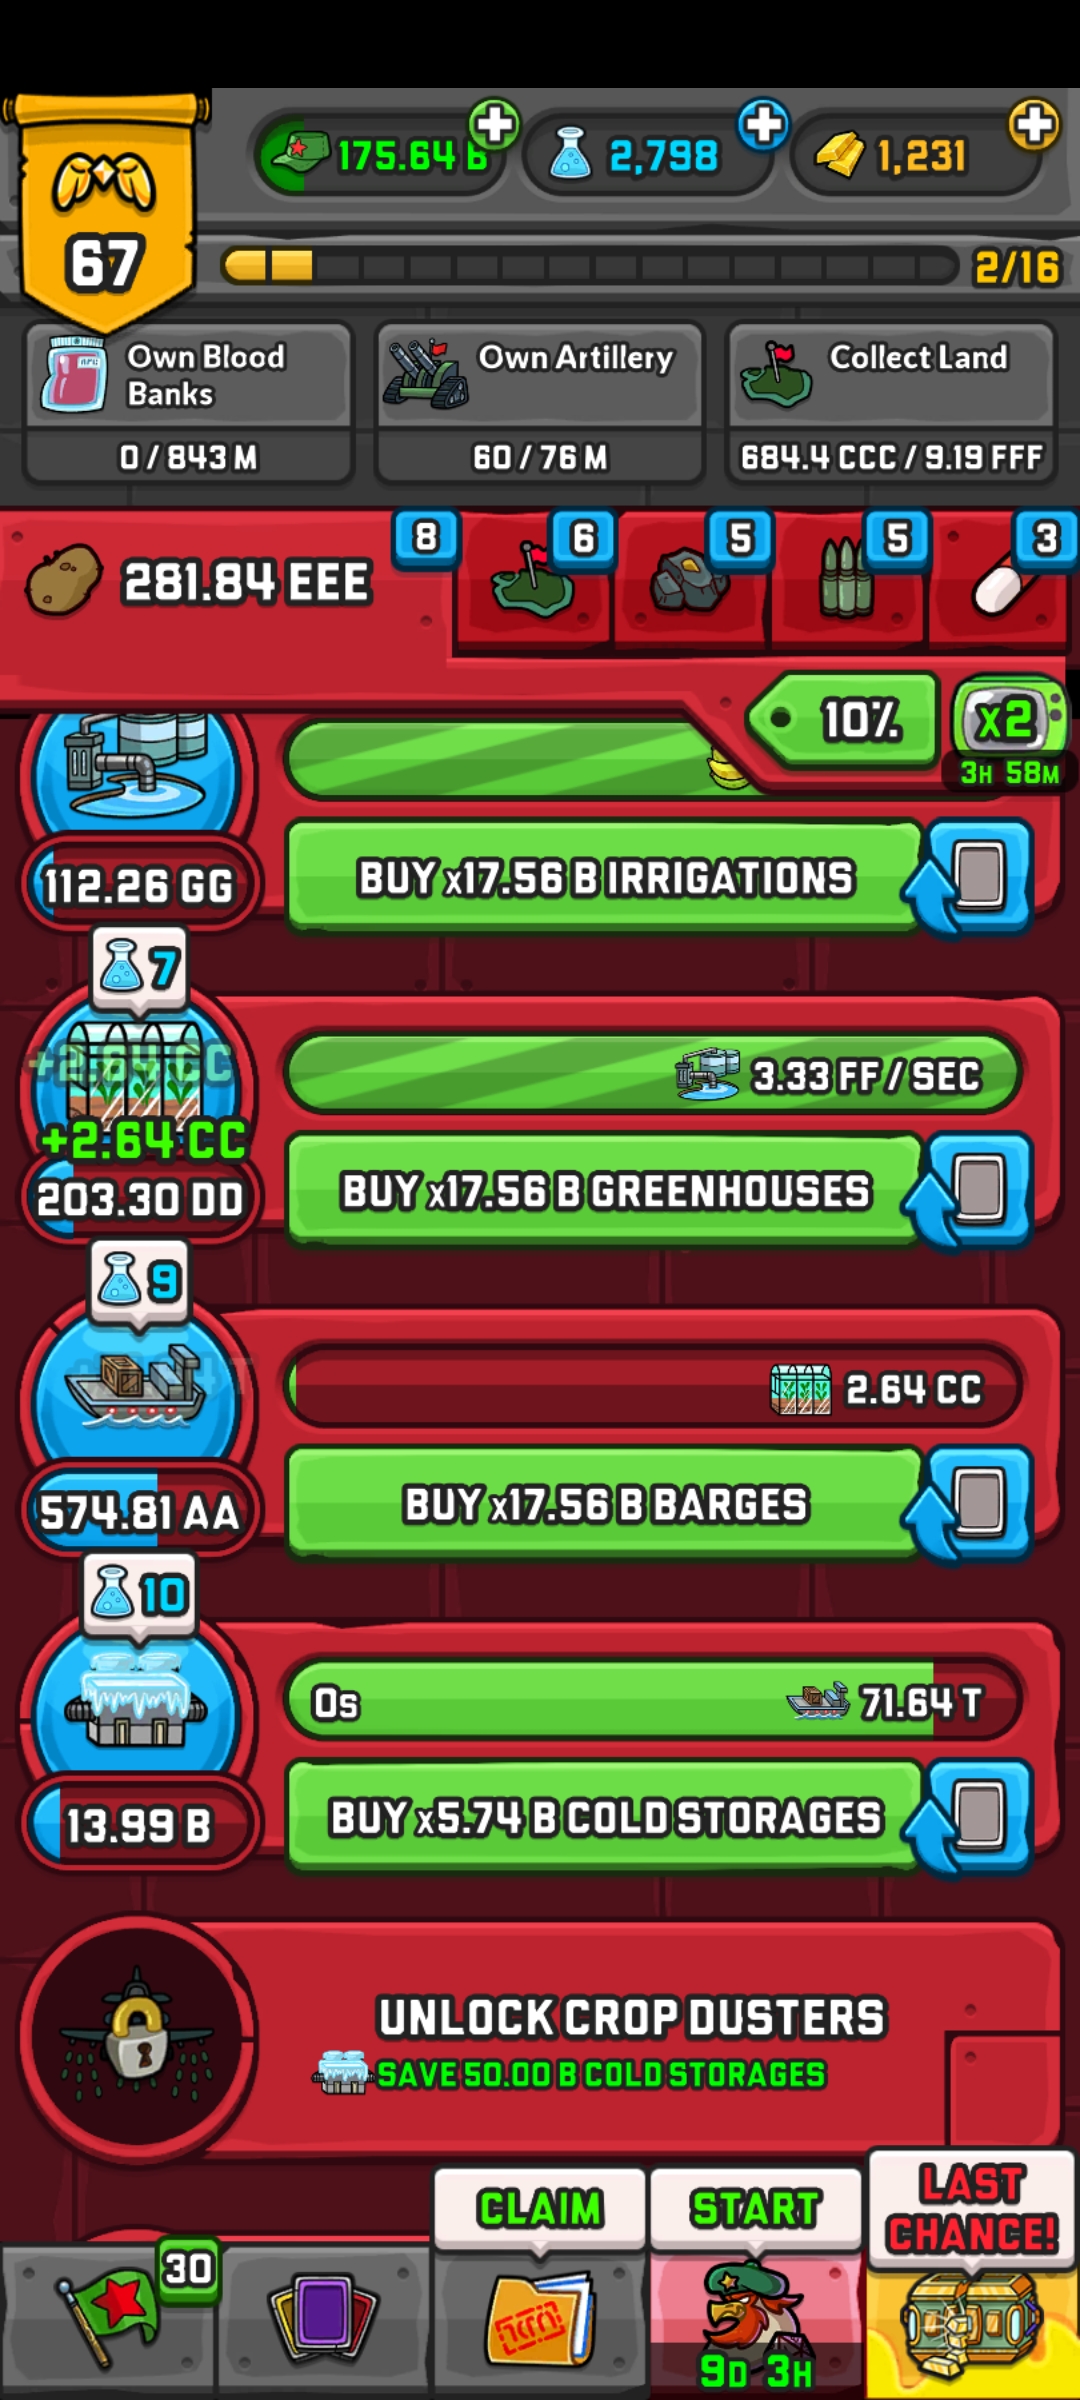 175.64 B
2,798
1,231
67
2/16
Own Blood
Banks
0 / 843 M
Own Artillery
60 / 76 M
Collect Land
684.4 CCC / 9.19 FFF
281.84 EEE
8
6
5
5
3
10%
x2
3H 58M
112.26 GG
BUY x17.56 B IRRIGATIONS
7
+2.64 CC
+2.64 CC
203.30 DD
3.33 FF / SEC
BUY x17.56 B GREENHOUSES
9
574.81 AA
2.64 CC
BUY x17.56 B BARGES
10
13.99 B
0s
71.64 T
BUY x5.74 B COLD STORAGES
UNLOCK CROP DUSTERS
SAVE 50.00 B COLD STORAGES
30
CLAIM
START
9D 3H
LAST
CHANCE!